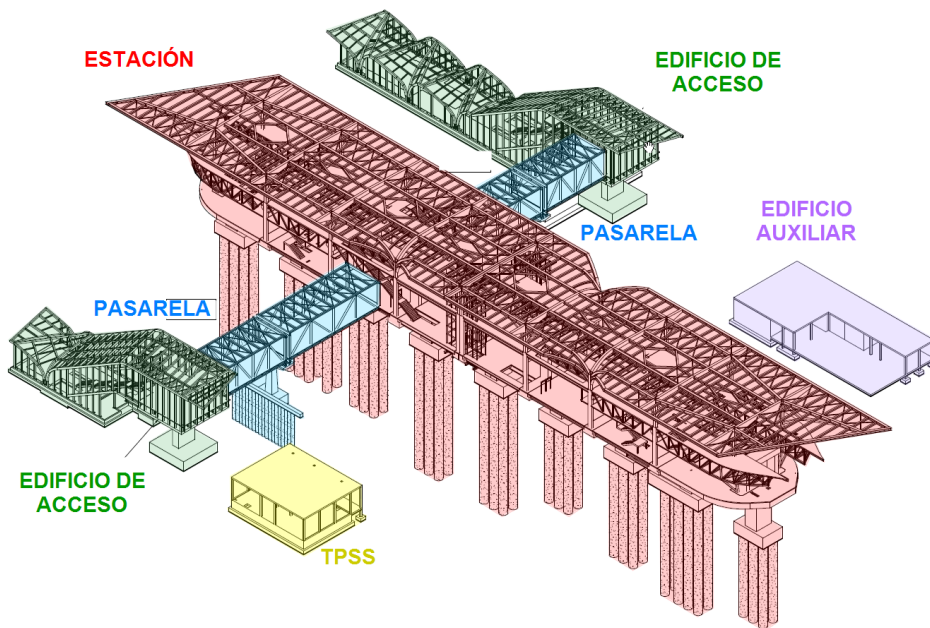 ESTACIÓN
EDIFICIO DE
ACCESO
EDIFICIO
AUXILIAR
PASARELA
PASARELA
EDIFICIO DE
ACCESO
TPSS